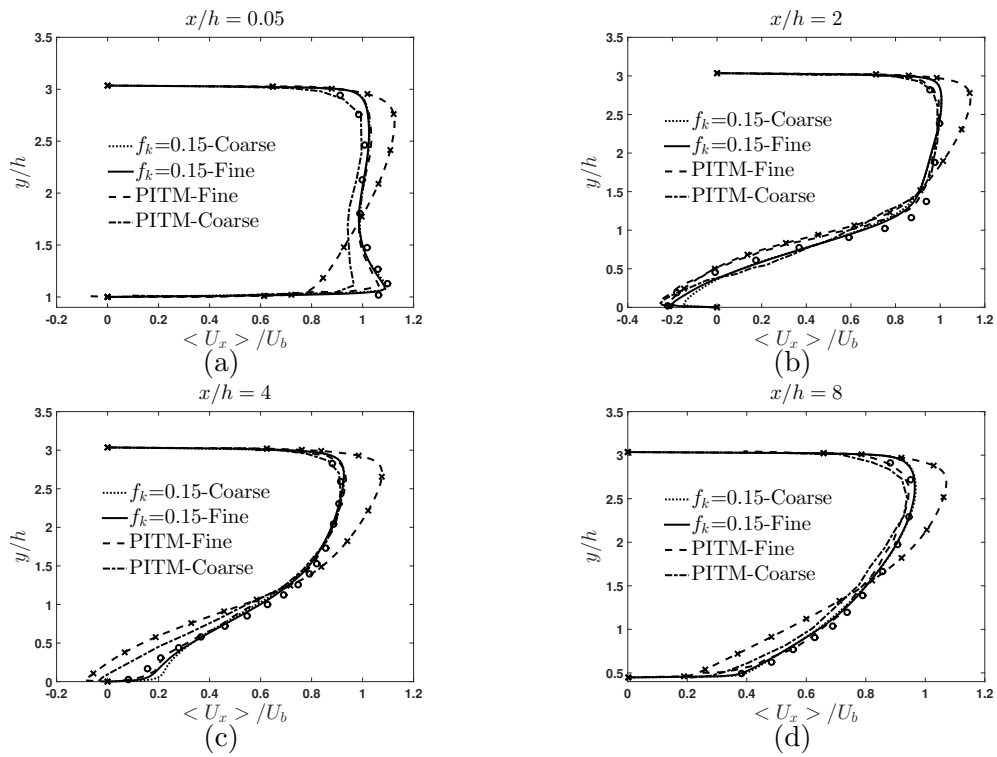 x/h = 0.05
3.5
3
2.5
2
1.5
1
y/h
f_k=0.15-Coarse
f_k=0.15-Fine
PITM-Fine
PITM-Coarse
-0.2 0 0.2 0.4 0.6 0.8 1 1.2
< U_x > /U_b
(a)
x/h = 2
3.5
3
2.5
2
1.5
1
0.5
0
y/h
f_k=0.15-Coarse
f_k=0.15-Fine
PITM-Fine
PITM-Coarse
-0.4 -0.2 0 0.2 0.4 0.6 0.8 1 1.2
< U_x > /U_b
(b)
x/h = 4
3.5
3
2.5
2
1.5
1
0.5
0
y/h
f_k=0.15-Coarse
f_k=0.15-Fine
PITM-Fine
PITM-Coarse
-0.2 0 0.2 0.4 0.6 0.8 1 1.2
< U_x > /U_b
(c)
x/h = 8
3.5
3
2.5
2
1.5
1
0.5
y/h
f_k=0.15-Coarse
f_k=0.15-Fine
PITM-Fine
PITM-Coarse
0 0.2 0.4 0.6 0.8 1 1.2
< U_x > /U_b
(d)